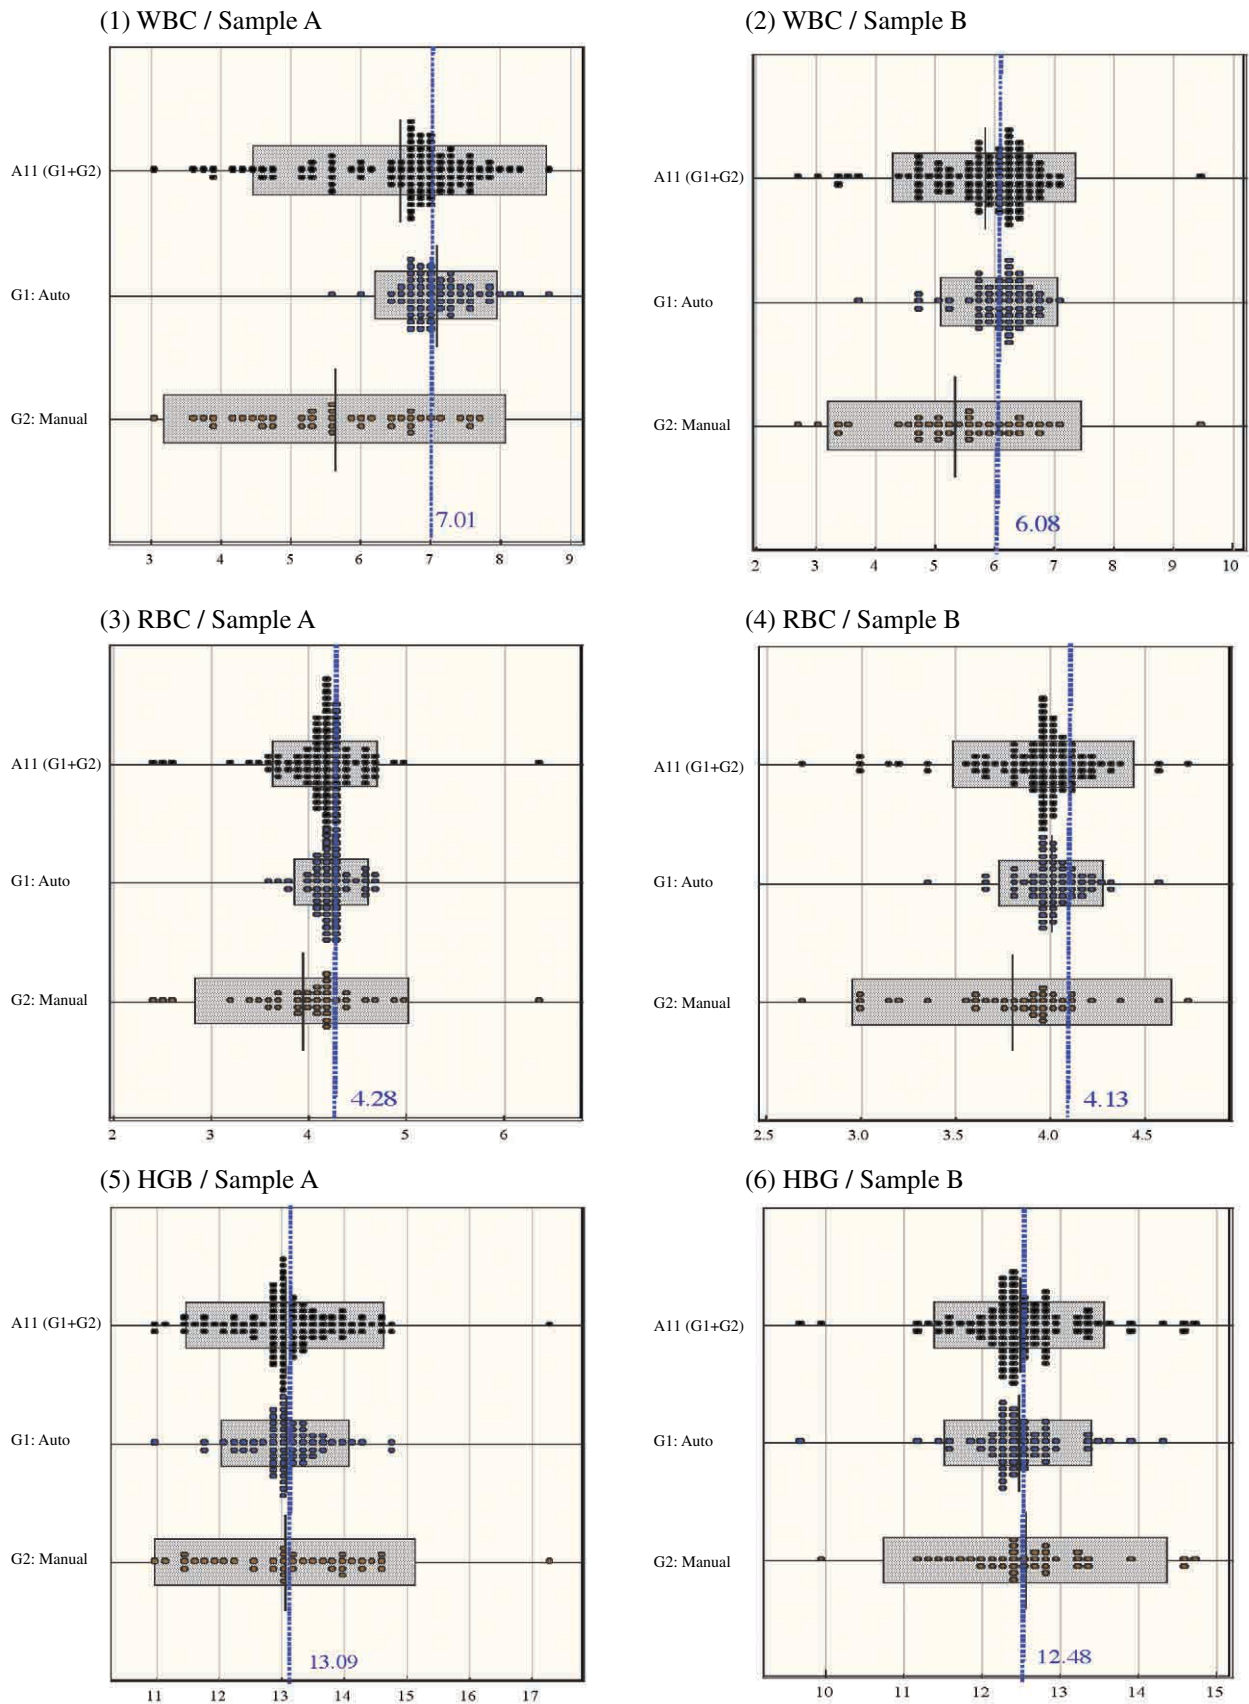 (1) WBC / Sample A
A11 (G1+G2)
G1: Auto
G2: Manual
7.01
3 4 5 6 7 8 9
(2) WBC / Sample B
A11 (G1+G2)
G1: Auto
G2: Manual
6.08
2 3 4 5 6 7 8 9 10
(3) RBC / Sample A
A11 (G1+G2)
G1: Auto
G2: Manual
4.28
2 3 4 5 6
(4) RBC / Sample B
A11 (G1+G2)
G1: Auto
G2: Manual
4.13
2.5 3.0 3.5 4.0 4.5
(5) HGB / Sample A
A11 (G1+G2)
G1: Auto
G2: Manual
13.09
11 12 13 14 15 16 17
(6) HBG / Sample B
A11 (G1+G2)
G1: Auto
G2: Manual
12.48
10 11 12 13 14 15